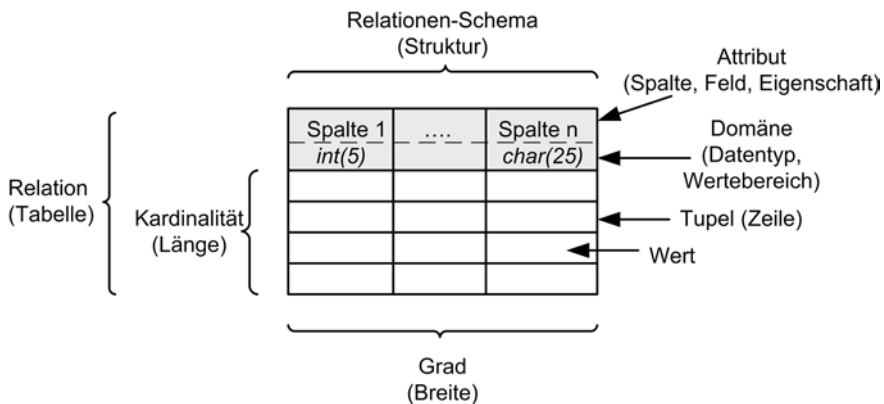 Relationen-Schema
(Struktur)
Attribut
(Spalte, Feld, Eigenschaft)
Spalte 1
....
Spalte n
int(5)
char(25)
Domäne
(Datentyp,
Wertebereich)
Relation
(Tabelle)
Kardinalität
(Länge)
Tupel (Zeile)
Wert
Grad
(Breite)